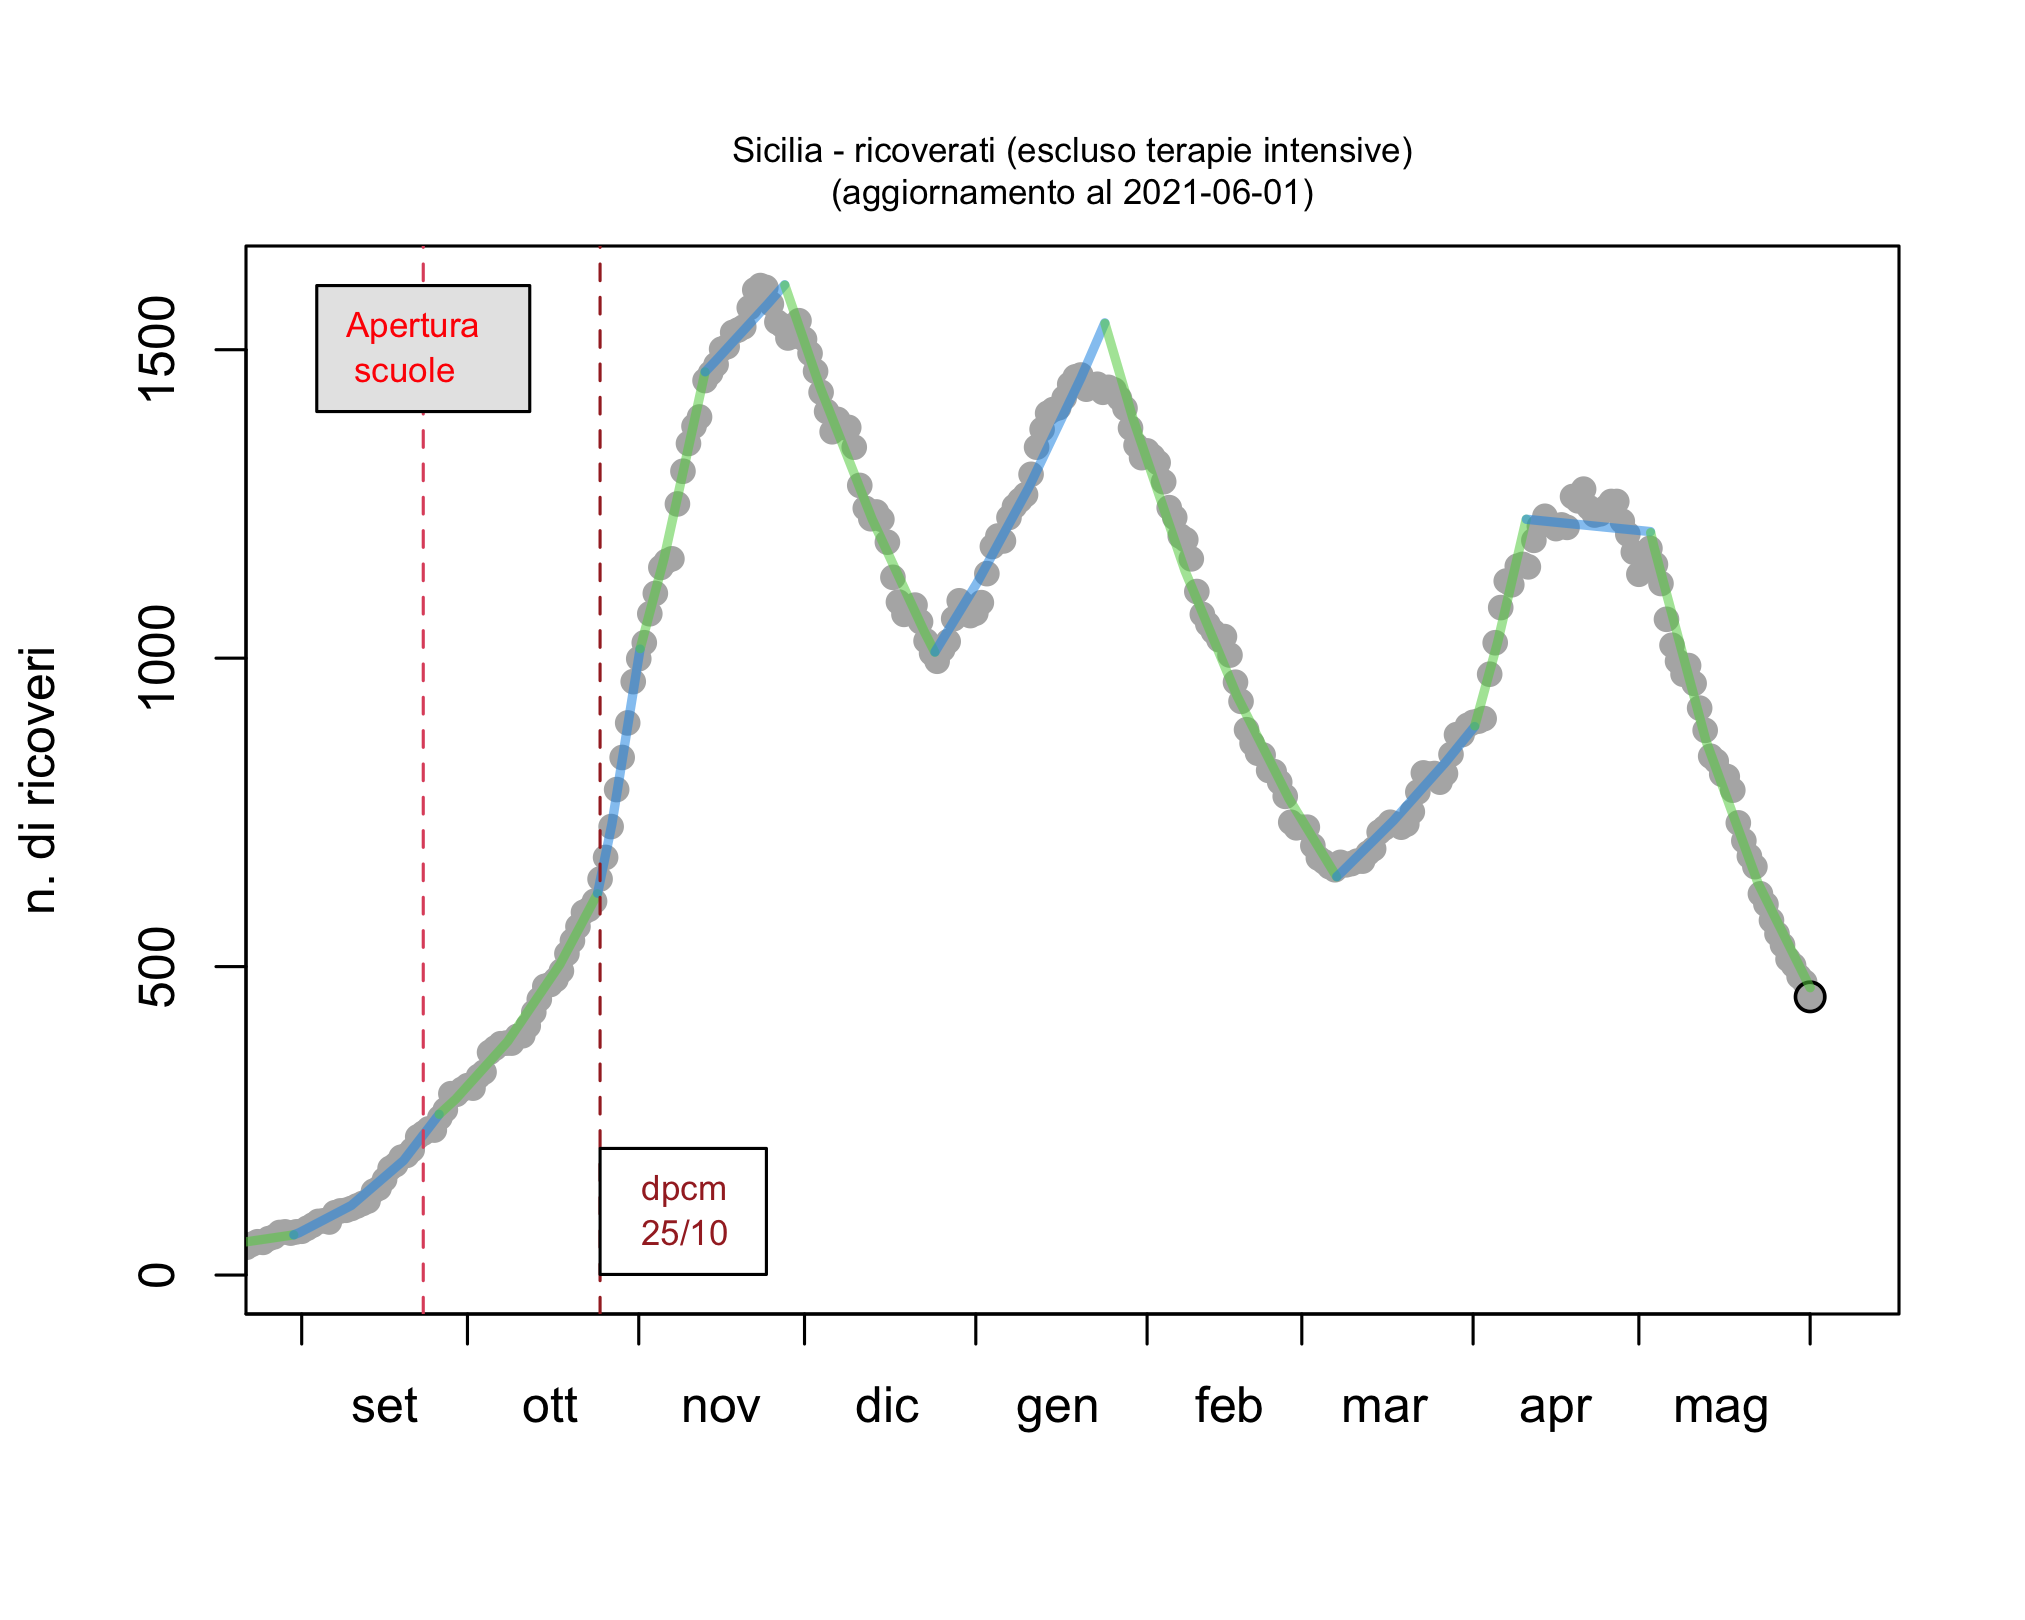 Sicilia - ricoverati (escluso terapie intensive)
(aggiornamento al 2021-06-01)
Apertura
scuole
dpcm
25/10
n. di ricoveri
1500
1000
500
0
set ott nov dic gen feb mar apr mag